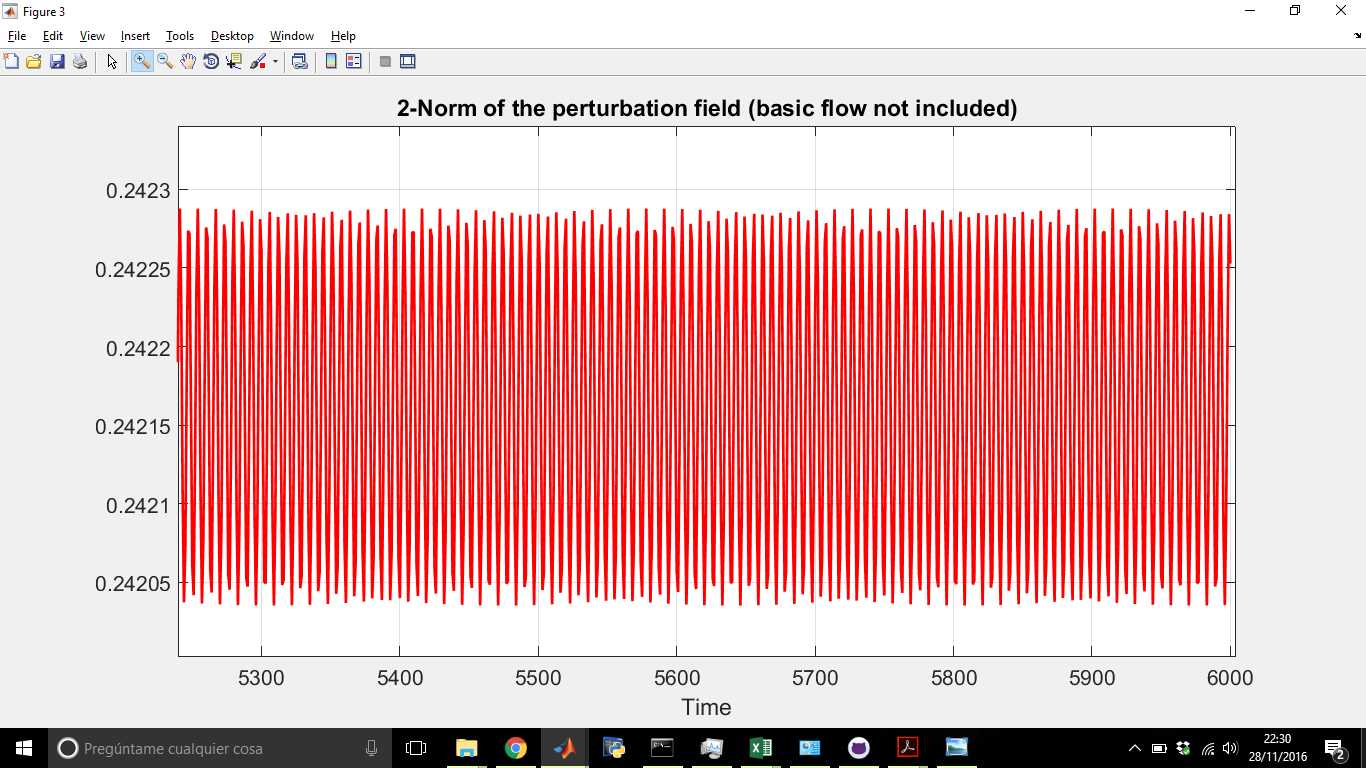 Figure 3
File Edit View Insert Tools Desktop Window Help
2-Norm of the perturbation field (basic flow not included)
0.2423
0.24225
0.2422
0.24215
0.2421
0.24205
5300 5400 5500 5600 5700 5800 5900 6000
Time
Pregúntame cualquier cosa
22:30
28/11/2016
2